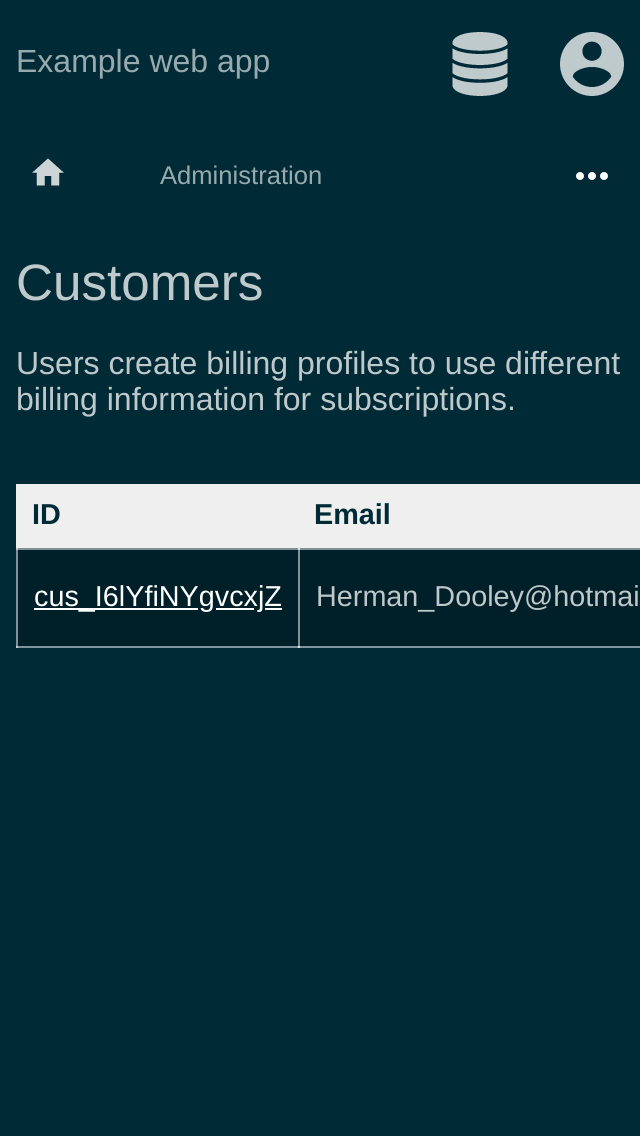 Example web app
Administration
Customers
Users create billing profiles to use different
billing information for subscriptions.
ID Email
cus_I6lYfiNYgvcxjZ Herman_Dooley@hotmai